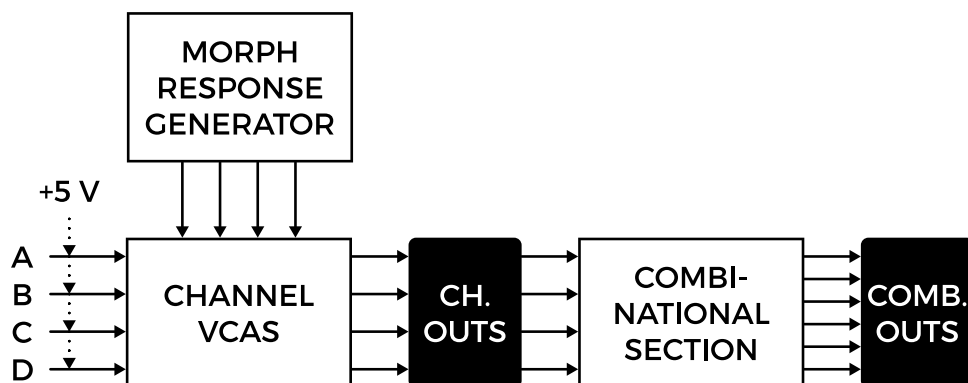 MORPH
RESPONSE
GENERATOR
+5 V
A
B
C
D
CHANNEL
VCAS
CH.
OUTS
COMBI-
NATIONAL
SECTION
COMB.
OUTS